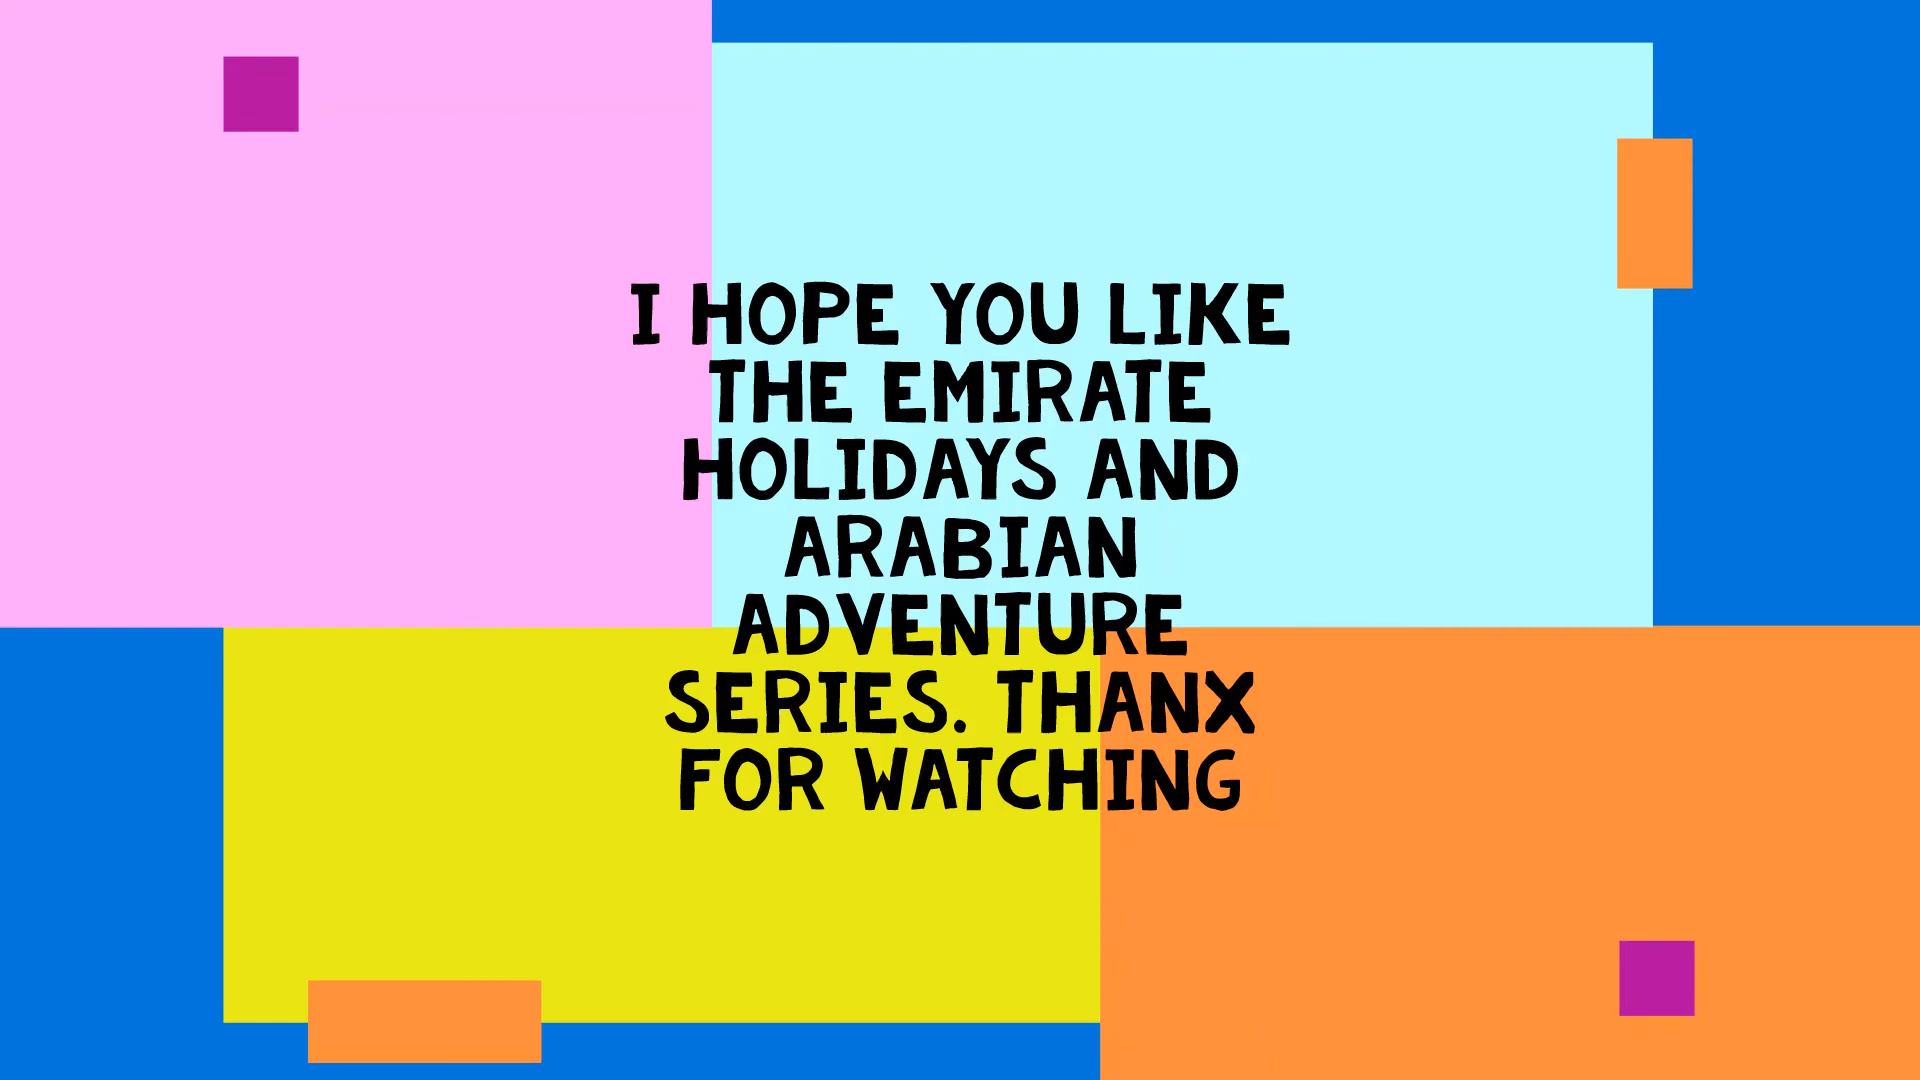 I HOPE YOU LIKE
THE EMIRATE
HOLIDAYS AND
ARABIAN
ADVENTURE
SERIES. THANX
FOR WATCHING